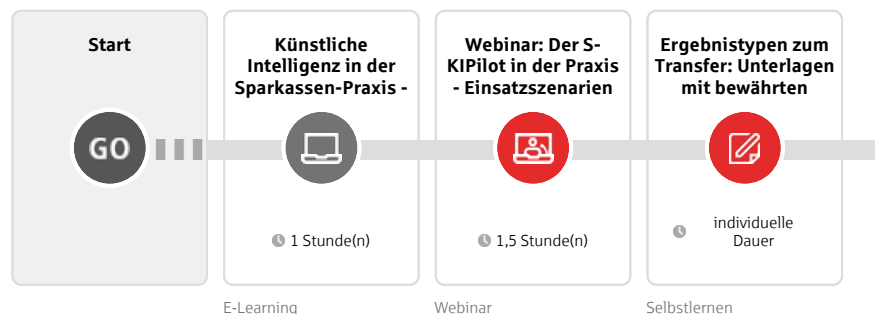 Start
GO
Künstliche
Intelligenz in der
Sparkassen-Praxis -
1 Stunde(n)
E-Learning
Webinar: Der S-
KIPilot in der Praxis
- Einsatzszenarien
1,5 Stunde(n)
Webinar
Ergebnistypen zum
Transfer: Unterlagen
mit bewährten
individuelle
Dauer
Selbstlernen